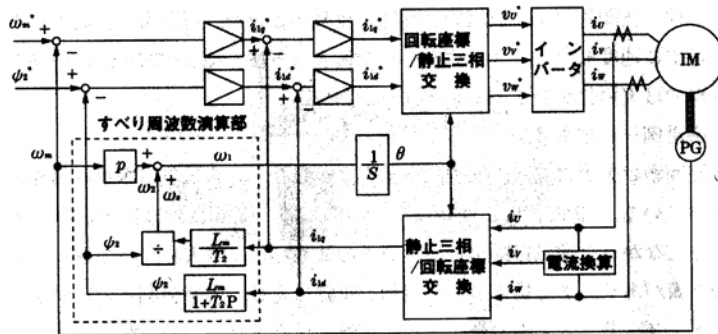 ωm* + − i1q* + − i1q* vU* iU
ψ2* + − i1d* + − i1d* vV* iV
vW* iW
回転座標
/静止三相
交換
イン
バータ
IM
PG
すべり周波数演算部
ωm p + + ω1 1/S θ
ω2 ωs
ψ2 ÷ Lm/T2 i1q
ψ2 Lm/1+T2P i1d
静止三相
/回転座標
交換
iU
iV 電流換算
iW